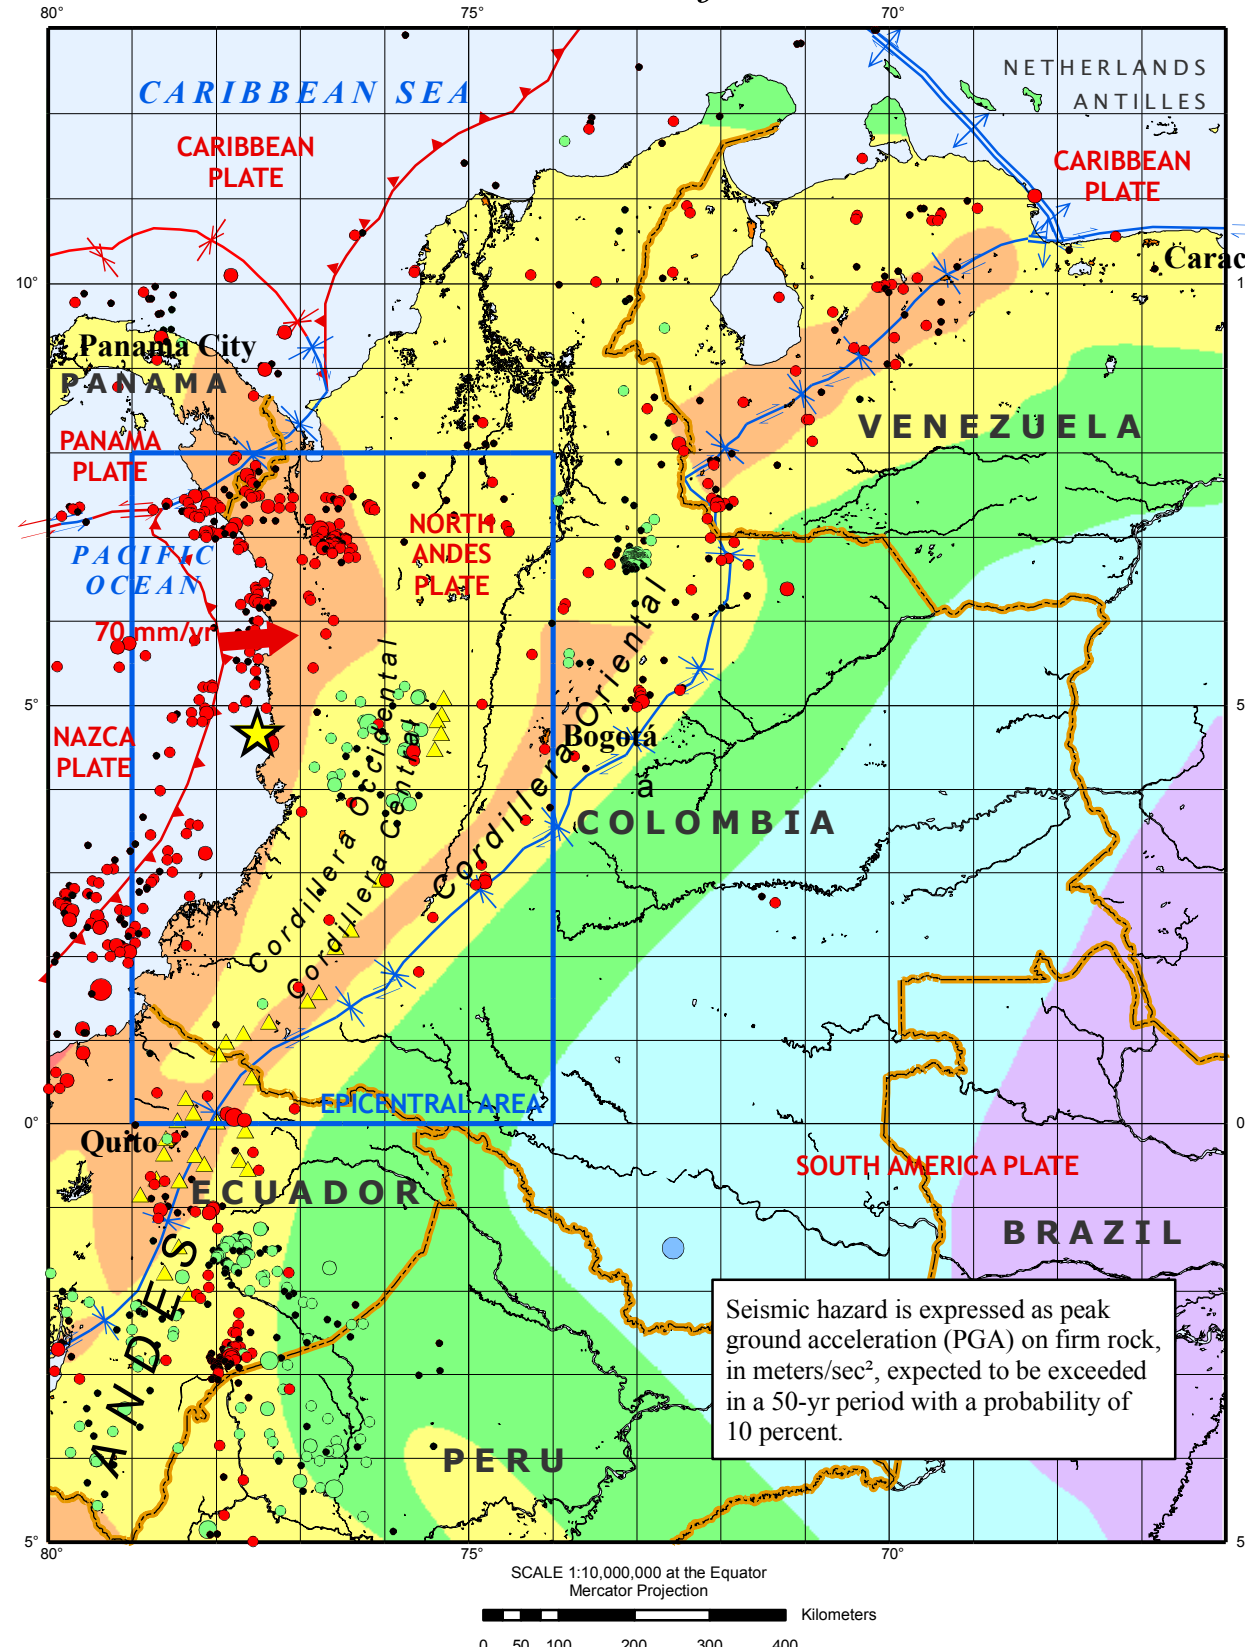 80°
75°
70°
CARIBBEAN SEA
NETHERLANDS
ANTILLES
CARIBBEAN
PLATE
CARIBBEAN
PLATE
Carac
10°
1
Panama City
PANAMA
VENEZUELA
PANAMA
PLATE
NORTH
ANDES
PLATE
PACIFIC
OCEAN
70 mm/yr
5°
5
NAZCA
PLATE
Bogotá
a
COLOMBIA
Cordillera Occidental
Cordillera Central
Cordillera Oriental
EPICENTRAL AREA
0°
0
Quito
ECUADOR
SOUTH AMERICA PLATE
BRAZIL
ANDES
Seismic hazard is expressed as peak
ground acceleration (PGA) on firm rock,
in meters/sec², expected to be exceeded
in a 50-yr period with a probability of
10 percent.
PERU
5°
5
80°
75°
70°
SCALE 1:10,000,000 at the Equator
Mercator Projection
Kilometers
0 50 100 200 300 400